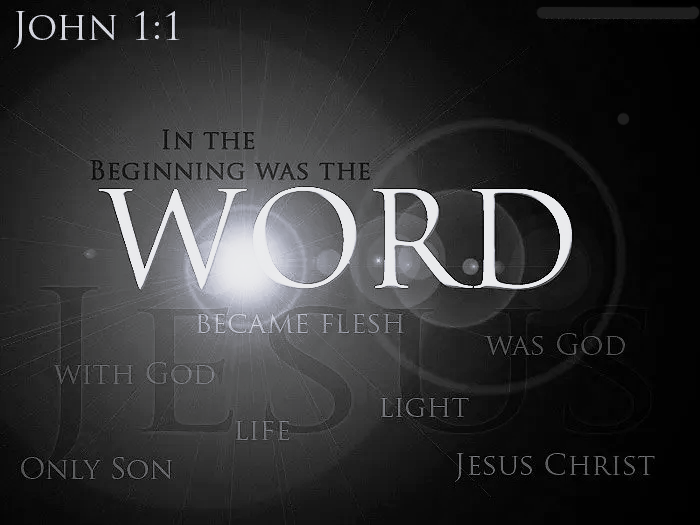 John 1:1
In the
Beginning was the
WORD
became flesh
was God
with God
Jesus
light
life
Only Son
Jesus Christ